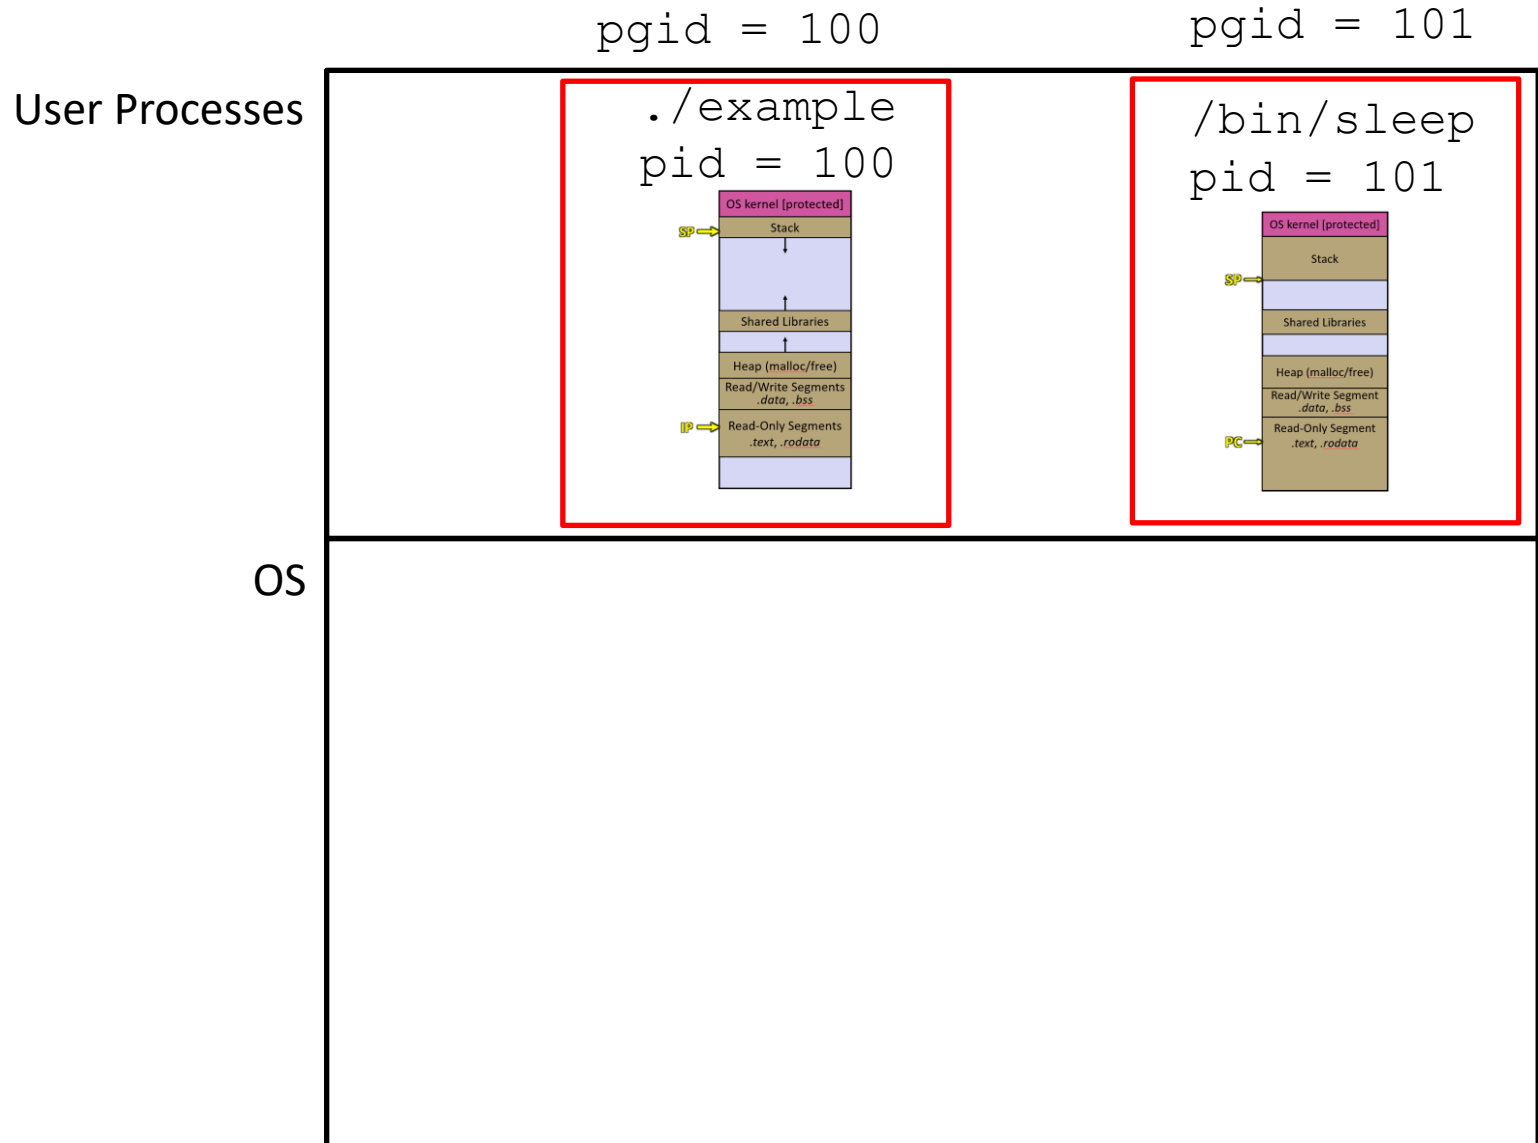 pgid = 100
pgid = 101
User Processes
./example
pid = 100
OS kernel [protected]
Stack
SP
Shared Libraries
Heap (malloc/free)
Read/Write Segments
.data, .bss
IP
Read-Only Segments
.text, .rodata
/bin/sleep
pid = 101
OS kernel [protected]
Stack
SP
Shared Libraries
Heap (malloc/free)
Read/Write Segment
.data, .bss
PC
Read-Only Segment
.text, .rodata
OS